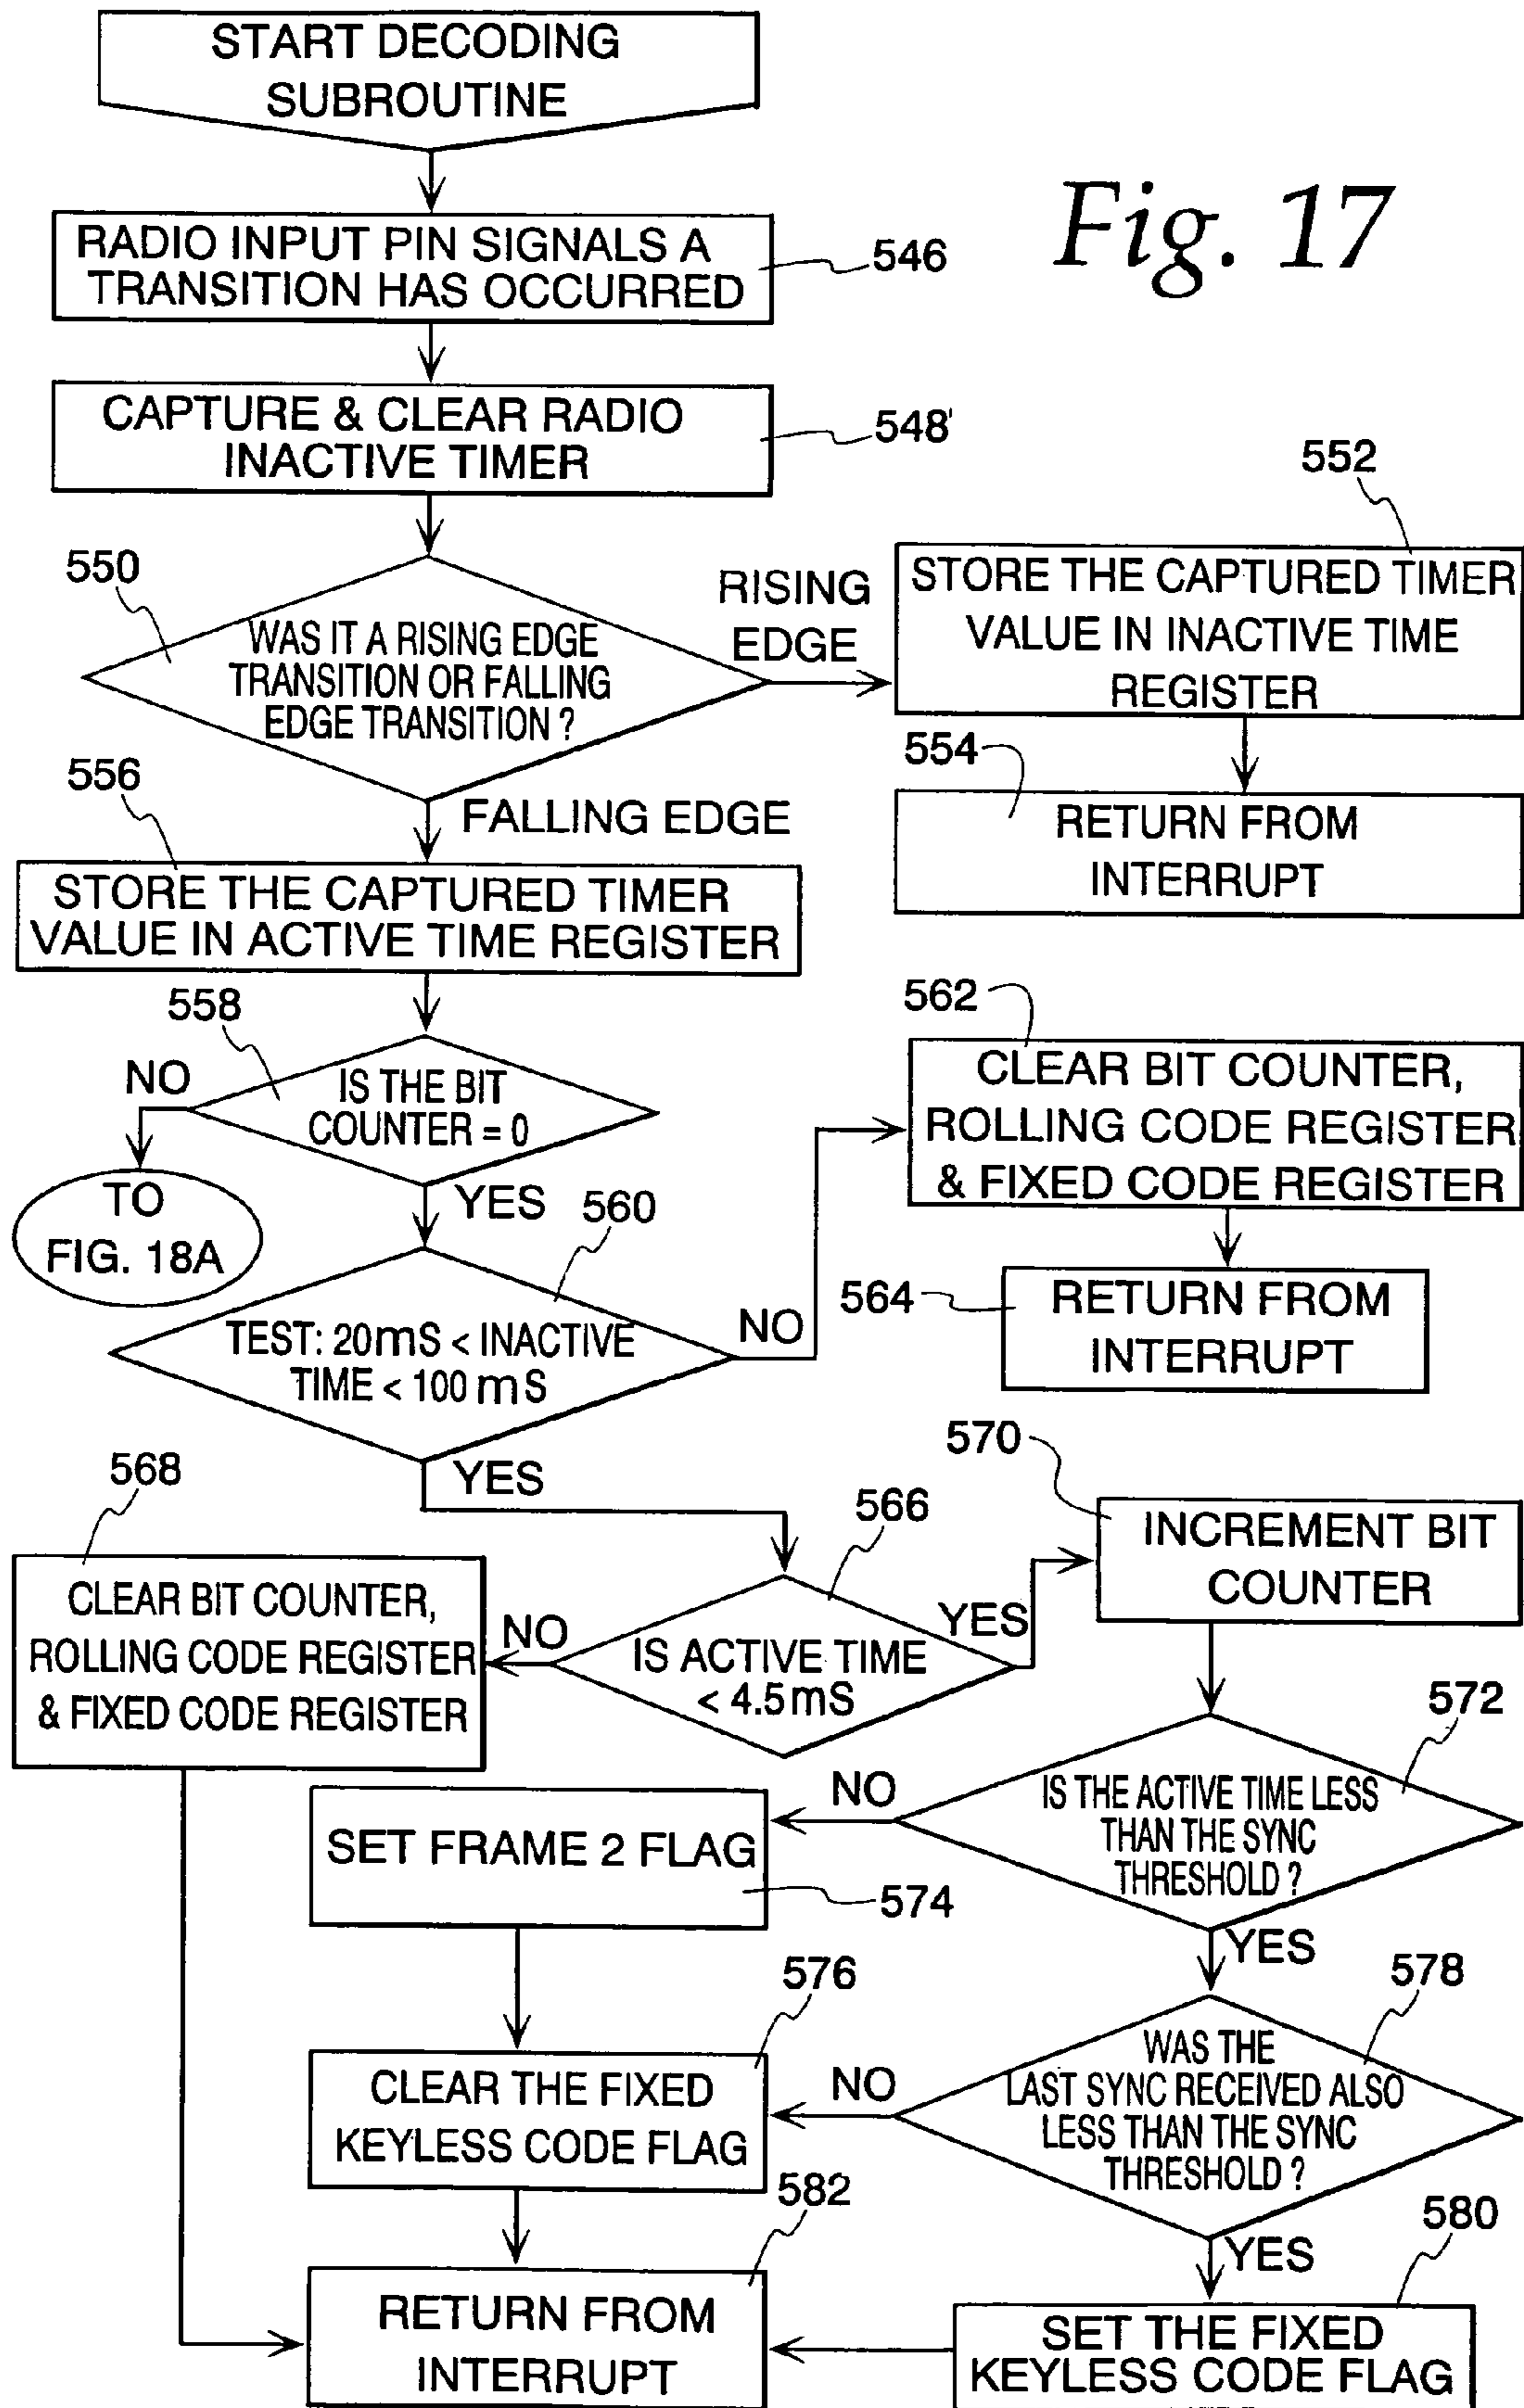 START DECODING
SUBROUTINE
Fig. 17
RADIO INPUT PIN SIGNALS A
TRANSITION HAS OCCURRED
546
CAPTURE & CLEAR RADIO
INACTIVE TIMER
548'
550
WAS IT A RISING EDGE
TRANSITION OR FALLING
EDGE TRANSITION ?
RISING
EDGE
552
STORE THE CAPTURED TIMER
VALUE IN INACTIVE TIME
REGISTER
554
RETURN FROM
INTERRUPT
FALLING EDGE
556
STORE THE CAPTURED TIMER
VALUE IN ACTIVE TIME REGISTER
558
IS THE BIT
COUNTER = 0
NO
TO
FIG. 18A
YES
560
TEST: 20mS < INACTIVE
TIME < 100 mS
NO
562
CLEAR BIT COUNTER,
ROLLING CODE REGISTER
& FIXED CODE REGISTER
564
RETURN FROM
INTERRUPT
YES
566
IS ACTIVE TIME
< 4.5mS
NO
568
CLEAR BIT COUNTER,
ROLLING CODE REGISTER
& FIXED CODE REGISTER
YES
570
INCREMENT BIT
COUNTER
572
IS THE ACTIVE TIME LESS
THAN THE SYNC
THRESHOLD ?
NO
SET FRAME 2 FLAG
574
YES
576
CLEAR THE FIXED
KEYLESS CODE FLAG
578
WAS THE
LAST SYNC RECEIVED ALSO
LESS THAN THE SYNC
THRESHOLD ?
NO
YES
580
SET THE FIXED
KEYLESS CODE FLAG
582
RETURN FROM
INTERRUPT